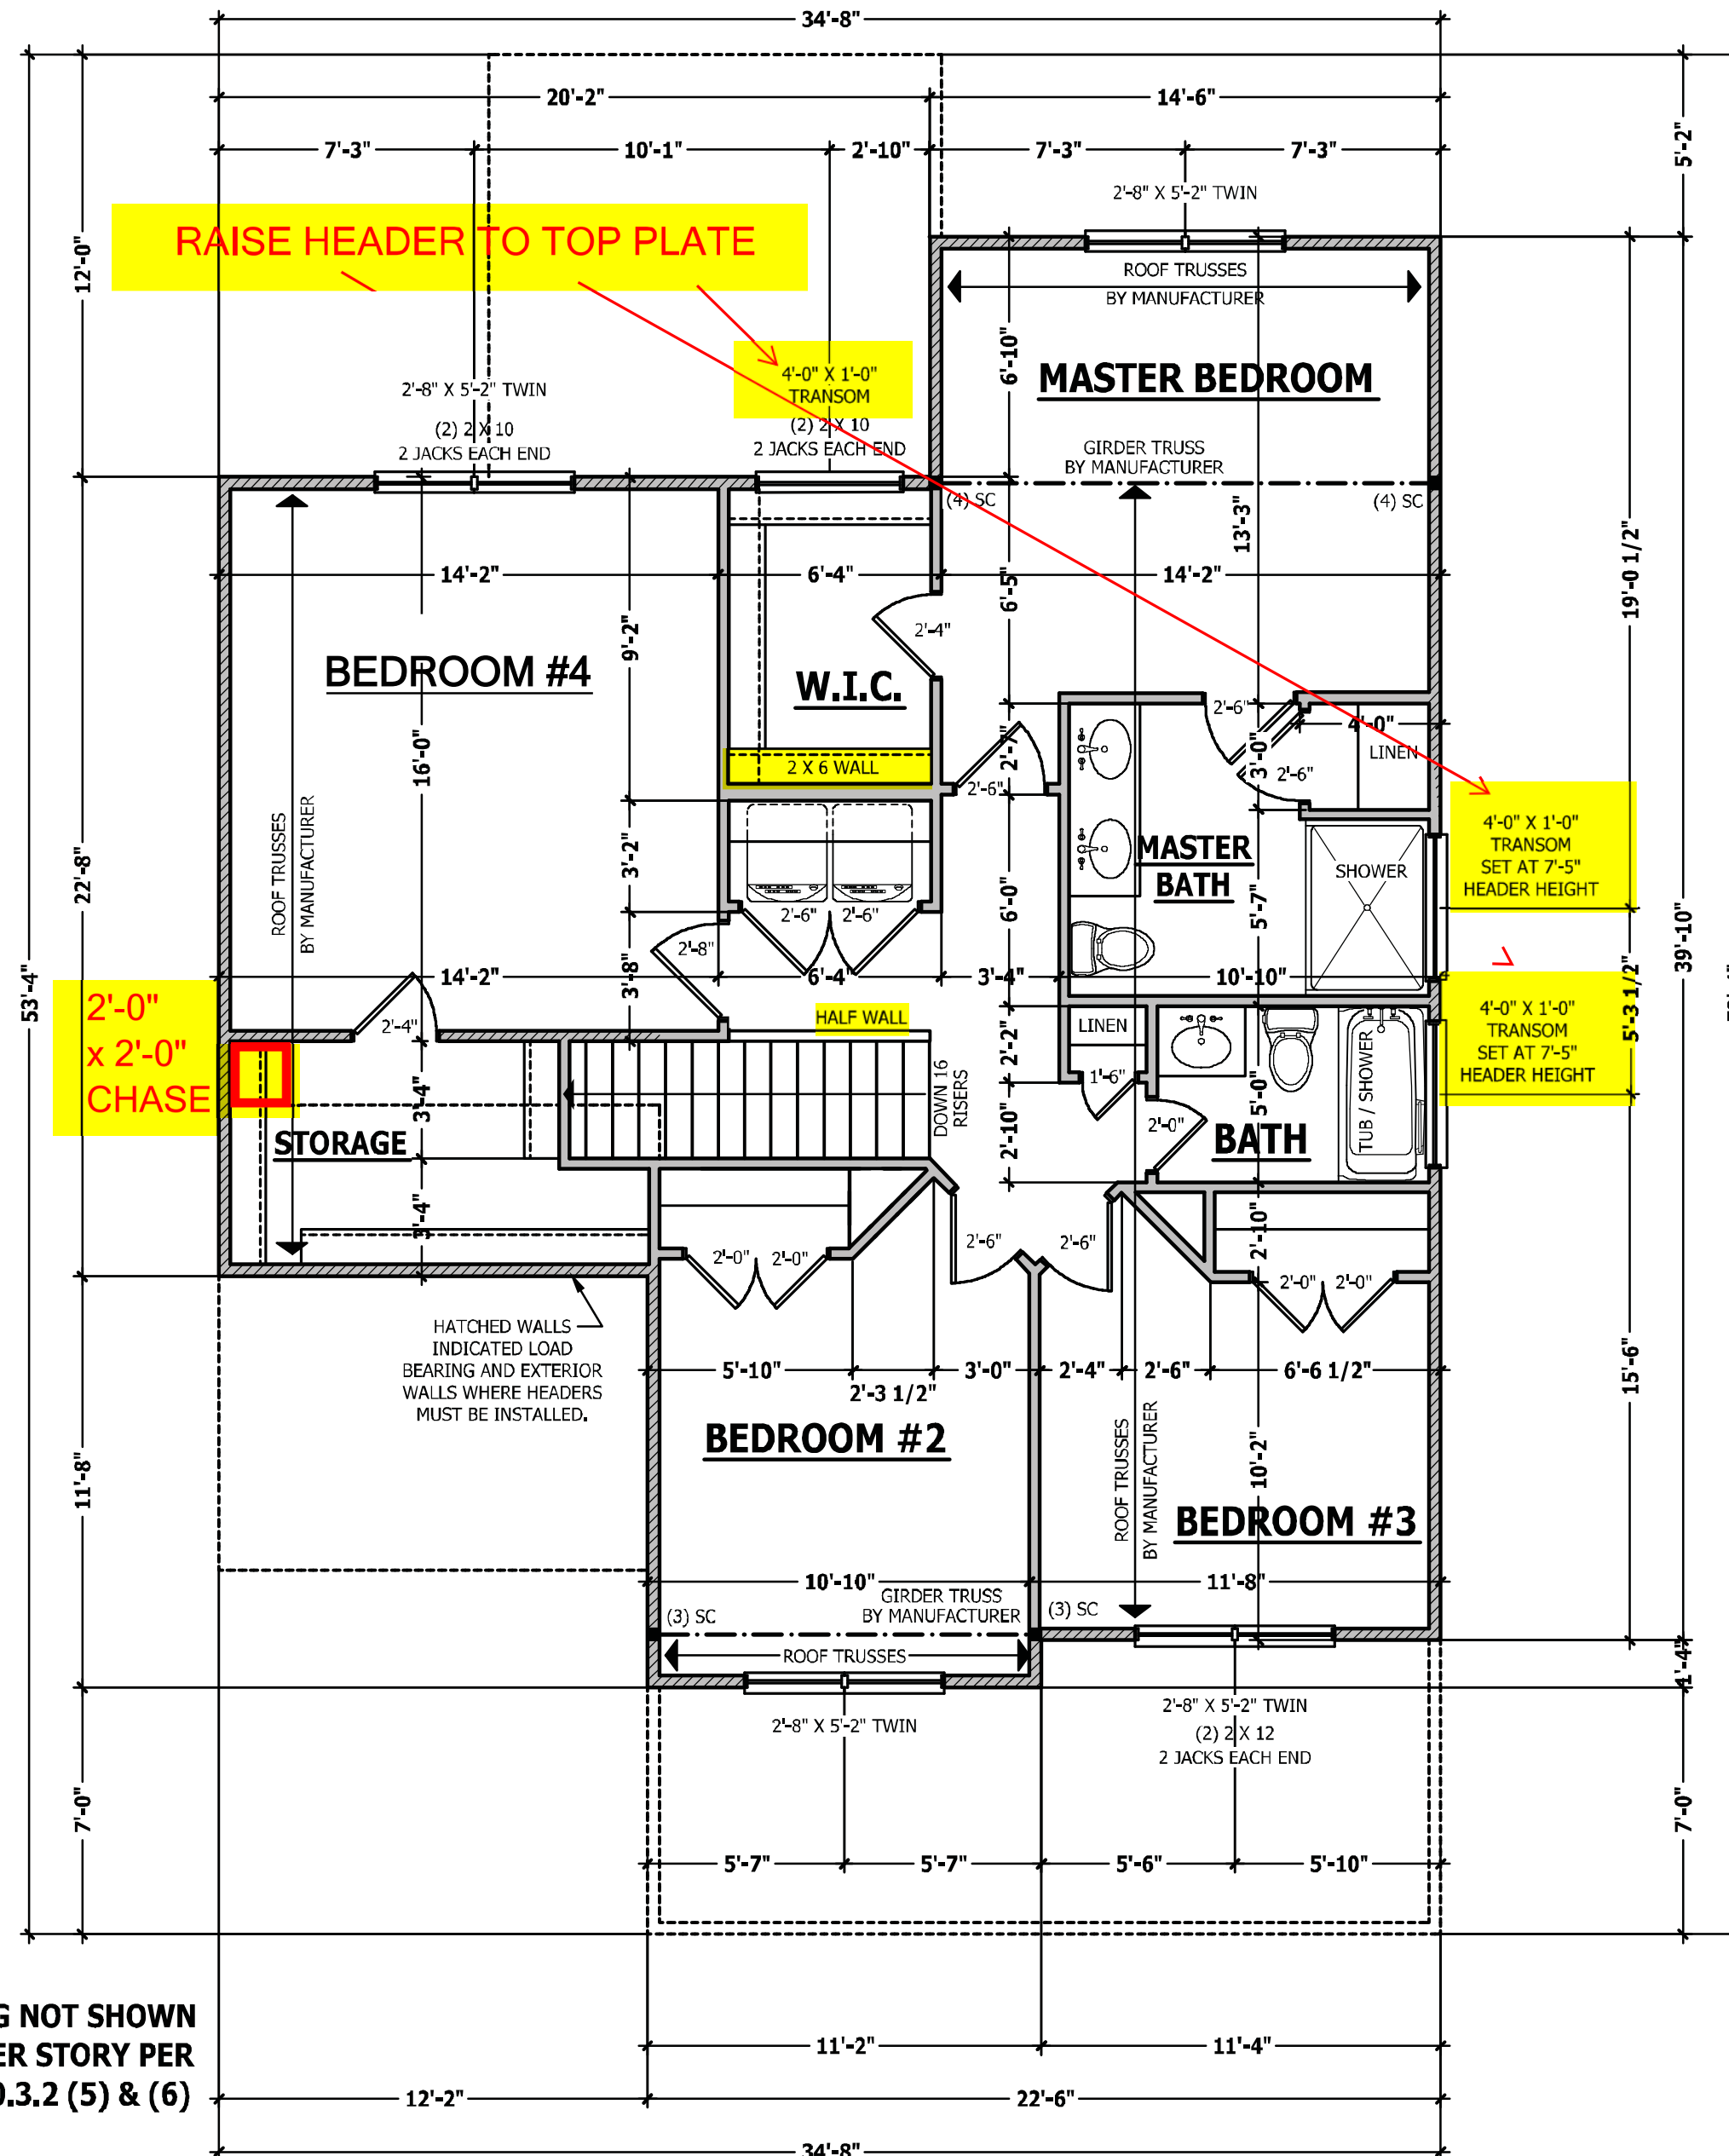 34'-8"
20'-2"
14'-6"
7'-3"
10'-1"
2'-10"
7'-3"
7'-3"
5'-2"
2'-8" X 5'-2" TWIN
RAISE HEADER TO TOP PLATE
12'-0"
ROOF TRUSSES
BY MANUFACTURER
6'-10"
MASTER BEDROOM
4'-0" X 1'-0"
TRANSOM
(2) 2 X 10
2 JACKS EACH END
2'-8" X 5'-2" TWIN
(2) 2 X 10
2 JACKS EACH END
GIRDER TRUSS
BY MANUFACTURER
(4) SC
(4) SC
13'-3"
19'-0 1/2"
14'-2"
6'-4"
14'-2"
6'-5"
9'-2"
2'-4"
BEDROOM #4
W.I.C.
2'-6"
4'-0"
LINEN
2'-7"
3'-0"
2'-6"
16'-0"
2 X 6 WALL
2'-6"
ROOF TRUSSES
BY MANUFACTURER
4'-0" X 1'-0"
TRANSOM
SET AT 7'-5"
HEADER HEIGHT
MASTER
BATH
SHOWER
22'-8"
3'-2"
6'-0"
5'-7"
39'-10"
2'-6"
2'-6"
2'-8"
53'-4"
14'-2"
6'-4"
3'-4"
10'-10"
3'-8"
5'-3 1/2"
2'-0"
x 2'-0"
CHASE
2'-4"
HALF WALL
LINEN
4'-0" X 1'-0"
TRANSOM
SET AT 7'-5"
HEADER HEIGHT
2'-2"
1'-6"
3'-4"
DOWN 16
RISERS
5'-0"
TUB / SHOWER
2'-0"
STORAGE
BATH
2'-10"
2'-10"
2'-6"
2'-6"
2'-0"
2'-0"
2'-0"
2'-0"
HATCHED WALLS
INDICATED LOAD
BEARING AND EXTERIOR
WALLS WHERE HEADERS
MUST BE INSTALLED.
5'-10"
2'-3 1/2"
3'-0"
2'-4"
2'-6"
6'-6 1/2"
15'-6"
BEDROOM #2
ROOF TRUSSES
BY MANUFACTURER
10'-2"
11'-8"
BEDROOM #3
10'-10"
11'-8"
GIRDER TRUSS
BY MANUFACTURER
(3) SC
(3) SC
ROOF TRUSSES
1'-4"
2'-8" X 5'-2" TWIN
2'-8" X 5'-2" TWIN
(2) 2 X 12
2 JACKS EACH END
7'-0"
7'-0"
5'-7"
5'-7"
5'-6"
5'-10"
NOT SHOWN
ER STORY PER
.3.2 (5) & (6)
11'-2"
11'-4"
12'-2"
22'-6"
34'-8"